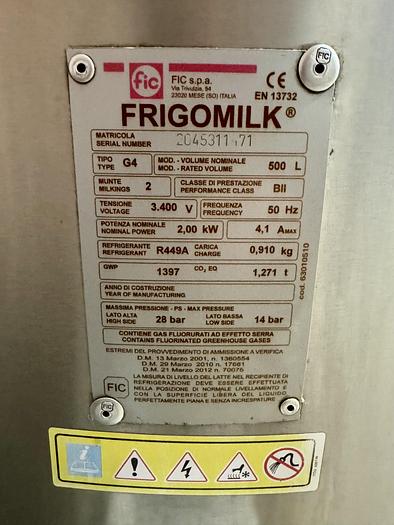 fic
FIC s.p.a.
Via Trivulzia, 54
23020 MESE (SO) ITALIA
CE
EN 13732
FIC
FRIGOMILK®
MATRICOLA
SERIAL NUMBER
TIPO
TYPE G4
MOD. - VOLUME NOMINALE
MOD. - RATED VOLUME 500 L
MUNTE
MILKINGS 2
CLASSE DI PRESTAZIONE
PERFORMANCE CLASS BII
TENSIONE
VOLTAGE 3.400 V
FREQUENZA
FREQUENCY 50 Hz
POTENZA NOMINALE
NOMINAL POWER 2,00 kW
4,1 AMAX
REFRIGERANTE
REFRIGERANT R449A
CARICA
CHARGE 0,910 kg
GWP 1397 CO2 EQ 1,271 t
ANNO DI COSTRUZIONE
YEAR OF MANUFACTURING
MASSIMA PRESSIONE - PS - MAX PRESSURE
LATO ALTA
HIGH SIDE 28 bar
LATO BASSA
LOW SIDE 14 bar
CONTIENE GAS FLUORURATI AD EFFETTO SERRA
CONTAINS FLUORINATED GREENHOUSE GASES
cod. 63010510
ESTREMI DEL PROVVEDIMENTO DI AMMISSIONE A VERIFICA
D.M. 13 Marzo 2001, n. 1360554
D.M. 29 Marzo 2010 n. 17661
D.M. 21 Marzo 2012 n. 70075
LA MISURA DI LIVELLO DEL LATTE NEL RECIPIENTE DI
REFRIGERAZIONE DEVE ESSERE EFFETTUATA
NELLA POSIZIONE DI NORMALE LIVELLAMENTO E
CON LA SUPERFICIE LIBERA DEL LIQUIDO
PERFETTAMENTE PIANA E SENZA INCRESPATURE
FIC
FIC